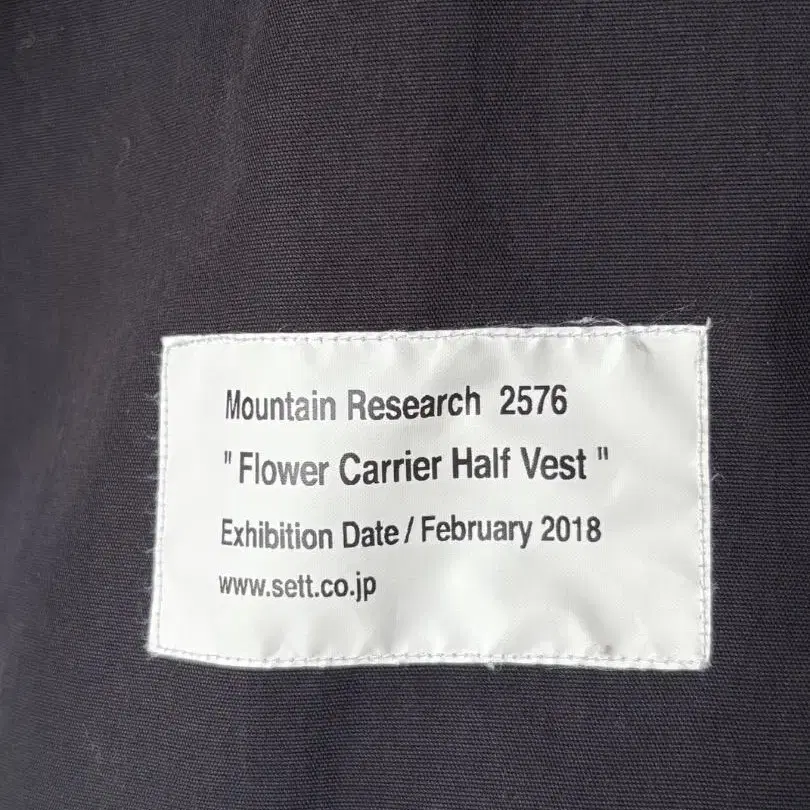 Mountain Research 2576
" Flower Carrier Half Vest "
Exhibition Date / February 2018
www.sett.co.jp